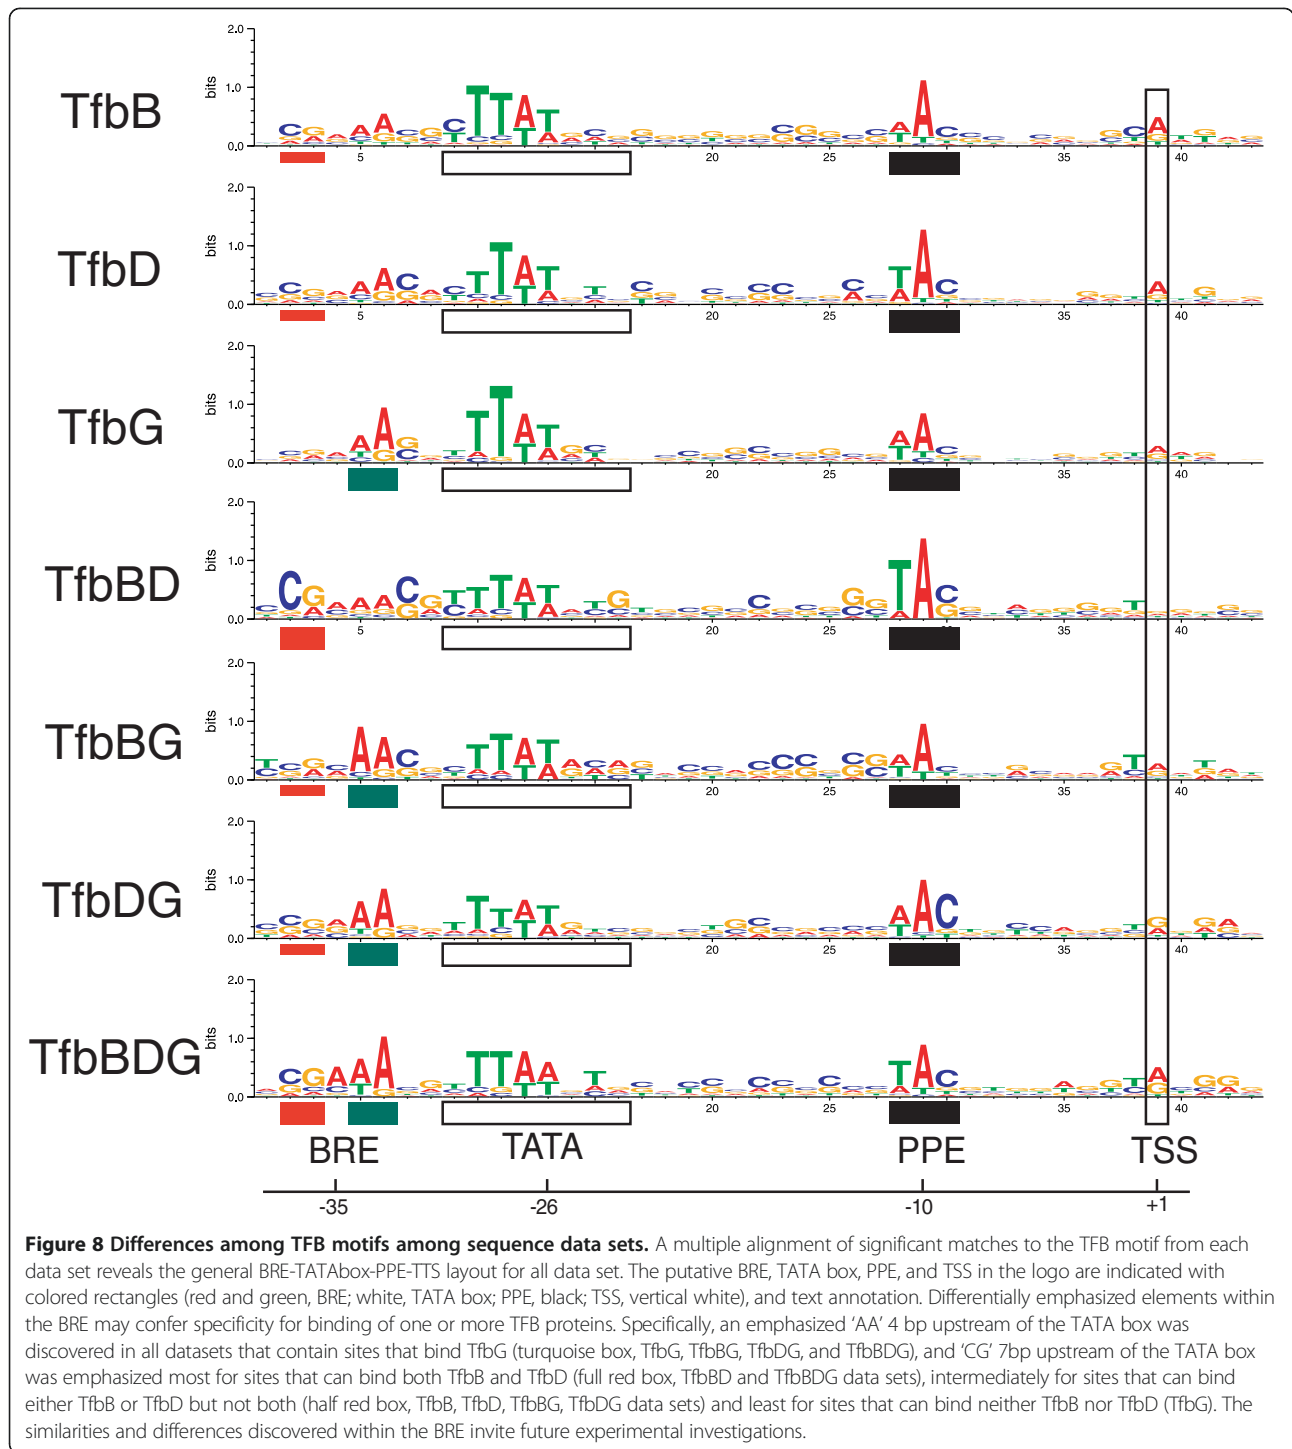 2.0
bits
1.0
0.0
TfbB
5
20
25
35
40
2.0
bits
1.0
0.0
TfbD
5
20
25
35
40
2.0
bits
1.0
0.0
TfbG
5
20
25
35
40
2.0
bits
1.0
0.0
TfbBD
5
20
25
35
40
2.0
bits
1.0
0.0
TfbBG
20
25
35
40
2.0
bits
1.0
0.0
TfbDG
20
25
35
40
2.0
bits
1.0
0.0
TfbBDG
20
25
35
40
BRE TATA PPE TSS
-35 -26 -10 +1
Figure 8 Differences among TFB motifs among sequence data sets. A multiple alignment of significant matches to the TFB motif from each
data set reveals the general BRE-TATAbox-PPE-TTS layout for all data set. The putative BRE, TATA box, PPE, and TSS in the logo are indicated with
colored rectangles (red and green, BRE; white, TATA box; PPE, black; TSS, vertical white), and text annotation. Differentially emphasized elements within
the BRE may confer specificity for binding of one or more TFB proteins. Specifically, an emphasized 'AA' 4 bp upstream of the TATA box was
discovered in all datasets that contain sites that bind TfbG (turquoise box, TfbG, TfbBG, TfbDG, and TfbBDG), and 'CG' 7bp upstream of the TATA box
was emphasized most for sites that can bind both TfbB and TfbD (full red box, TfbBD and TfbBDG data sets), intermediately for sites that can bind
either TfbB or TfbD but not both (half red box, TfbB, TfbD, TfbBG, TfbDG data sets) and least for sites that can bind neither TfbB nor TfbD (TfbG). The
similarities and differences discovered within the BRE invite future experimental investigations.